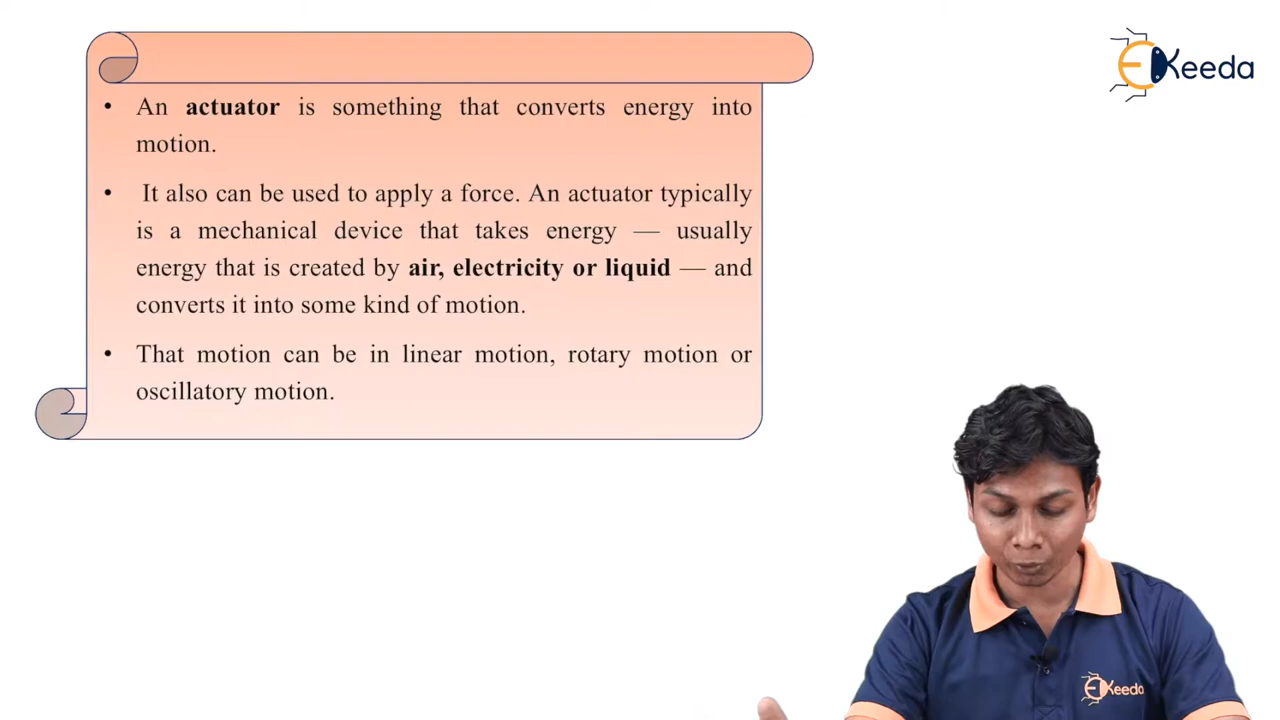 EKeeda
• An actuator is something that converts energy into
motion.
• It also can be used to apply a force. An actuator typically
is a mechanical device that takes energy — usually
energy that is created by air, electricity or liquid — and
converts it into some kind of motion.
• That motion can be in linear motion, rotary motion or
oscillatory motion.
EKeeda